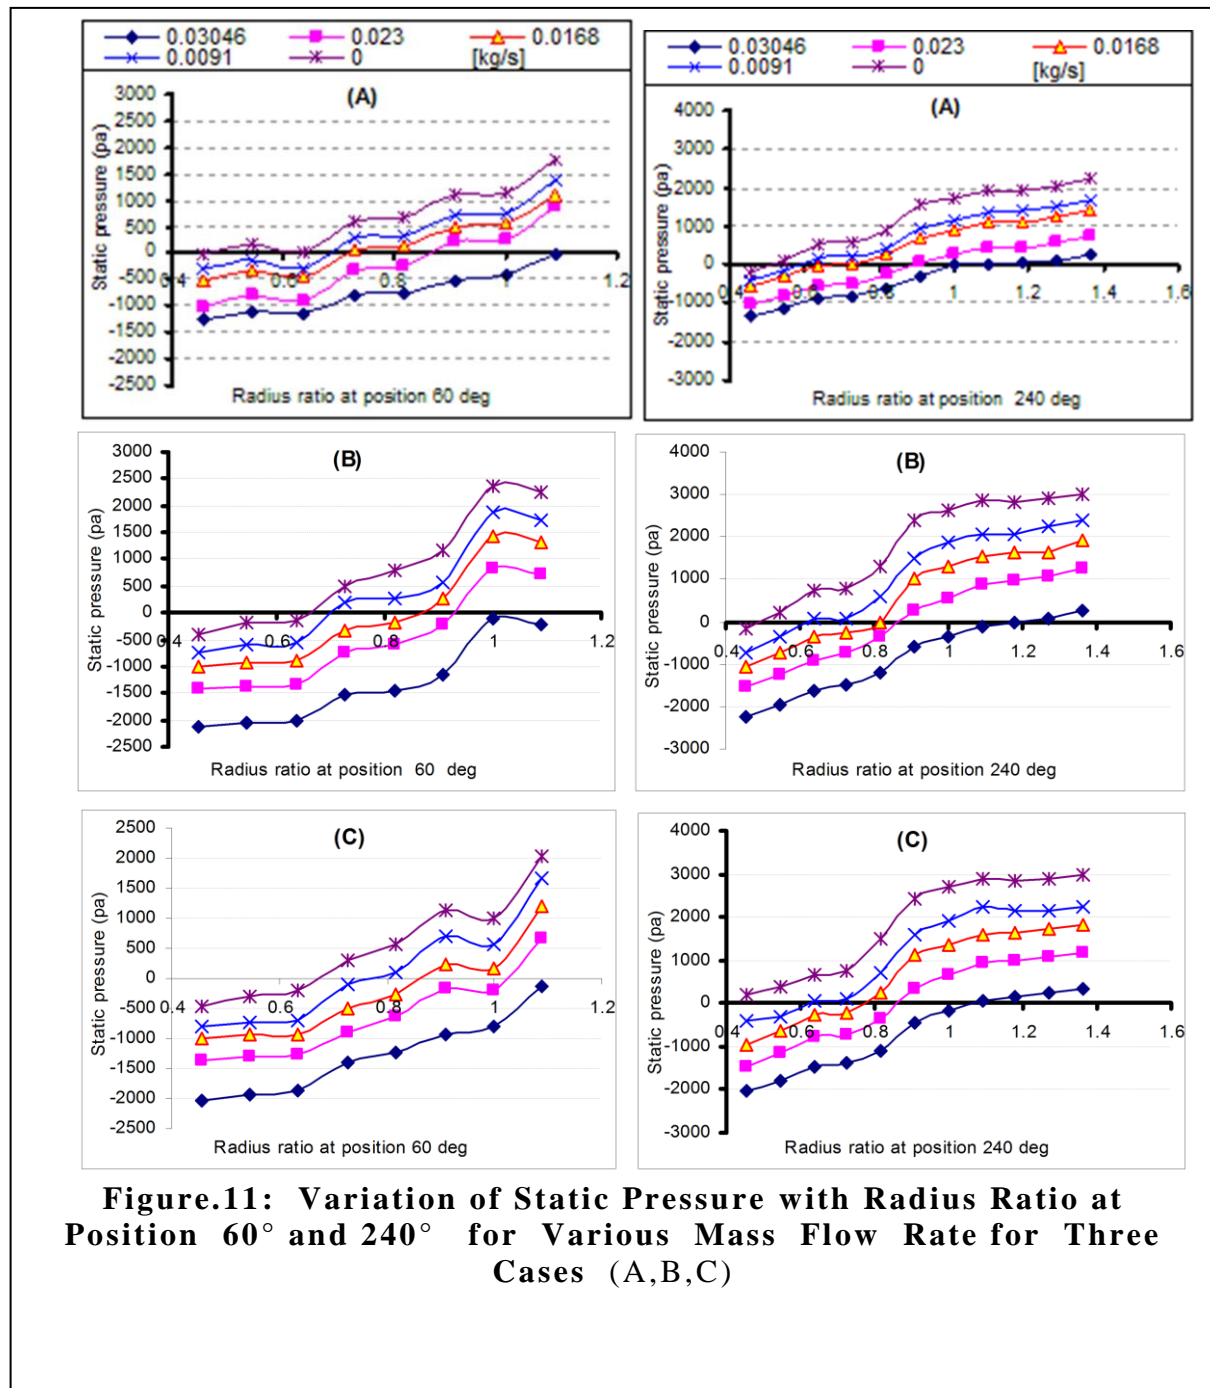 0.03046 0.023 0.0168
0.0091 0 [kg/s]
(A)
Static pressure (pa)
3000
2500
2000
1500
1000
500
0
-500
-1000
-1500
-2000
-2500
0.4 0.6 0.8 1 1.2
Radius ratio at position 60 deg
0.03046 0.023 0.0168
0.0091 0 [kg/s]
(A)
Static pressure (pa)
4000
3000
2000
1000
0
-1000
-2000
-3000
0.4 0.6 0.8 1 1.2 1.4 1.6
Radius ratio at position 240 deg
(B)
Static pressure (pa)
3000
2500
2000
1500
1000
500
0
-500
-1000
-1500
-2000
-2500
0.4 0.6 0.8 1 1.2
Radius ratio at position 60 deg
(B)
Static pressure (pa)
4000
3000
2000
1000
0
-1000
-2000
-3000
0.4 0.6 0.8 1 1.2 1.4 1.6
Radius ratio at position 240 deg
(C)
Static pressure (pa)
2500
2000
1500
1000
500
0
-500
-1000
-1500
-2000
-2500
0.4 0.6 0.8 1 1.2
Radius ratio at position 60 deg
(C)
Static pressure (pa)
4000
3000
2000
1000
0
-1000
-2000
-3000
0.4 0.6 0.8 1 1.2 1.4 1.6
Radius ratio at position 240 deg
Figure.11: Variation of Static Pressure with Radius Ratio at
Position 60° and 240° for Various Mass Flow Rate for Three
Cases (A,B,C)